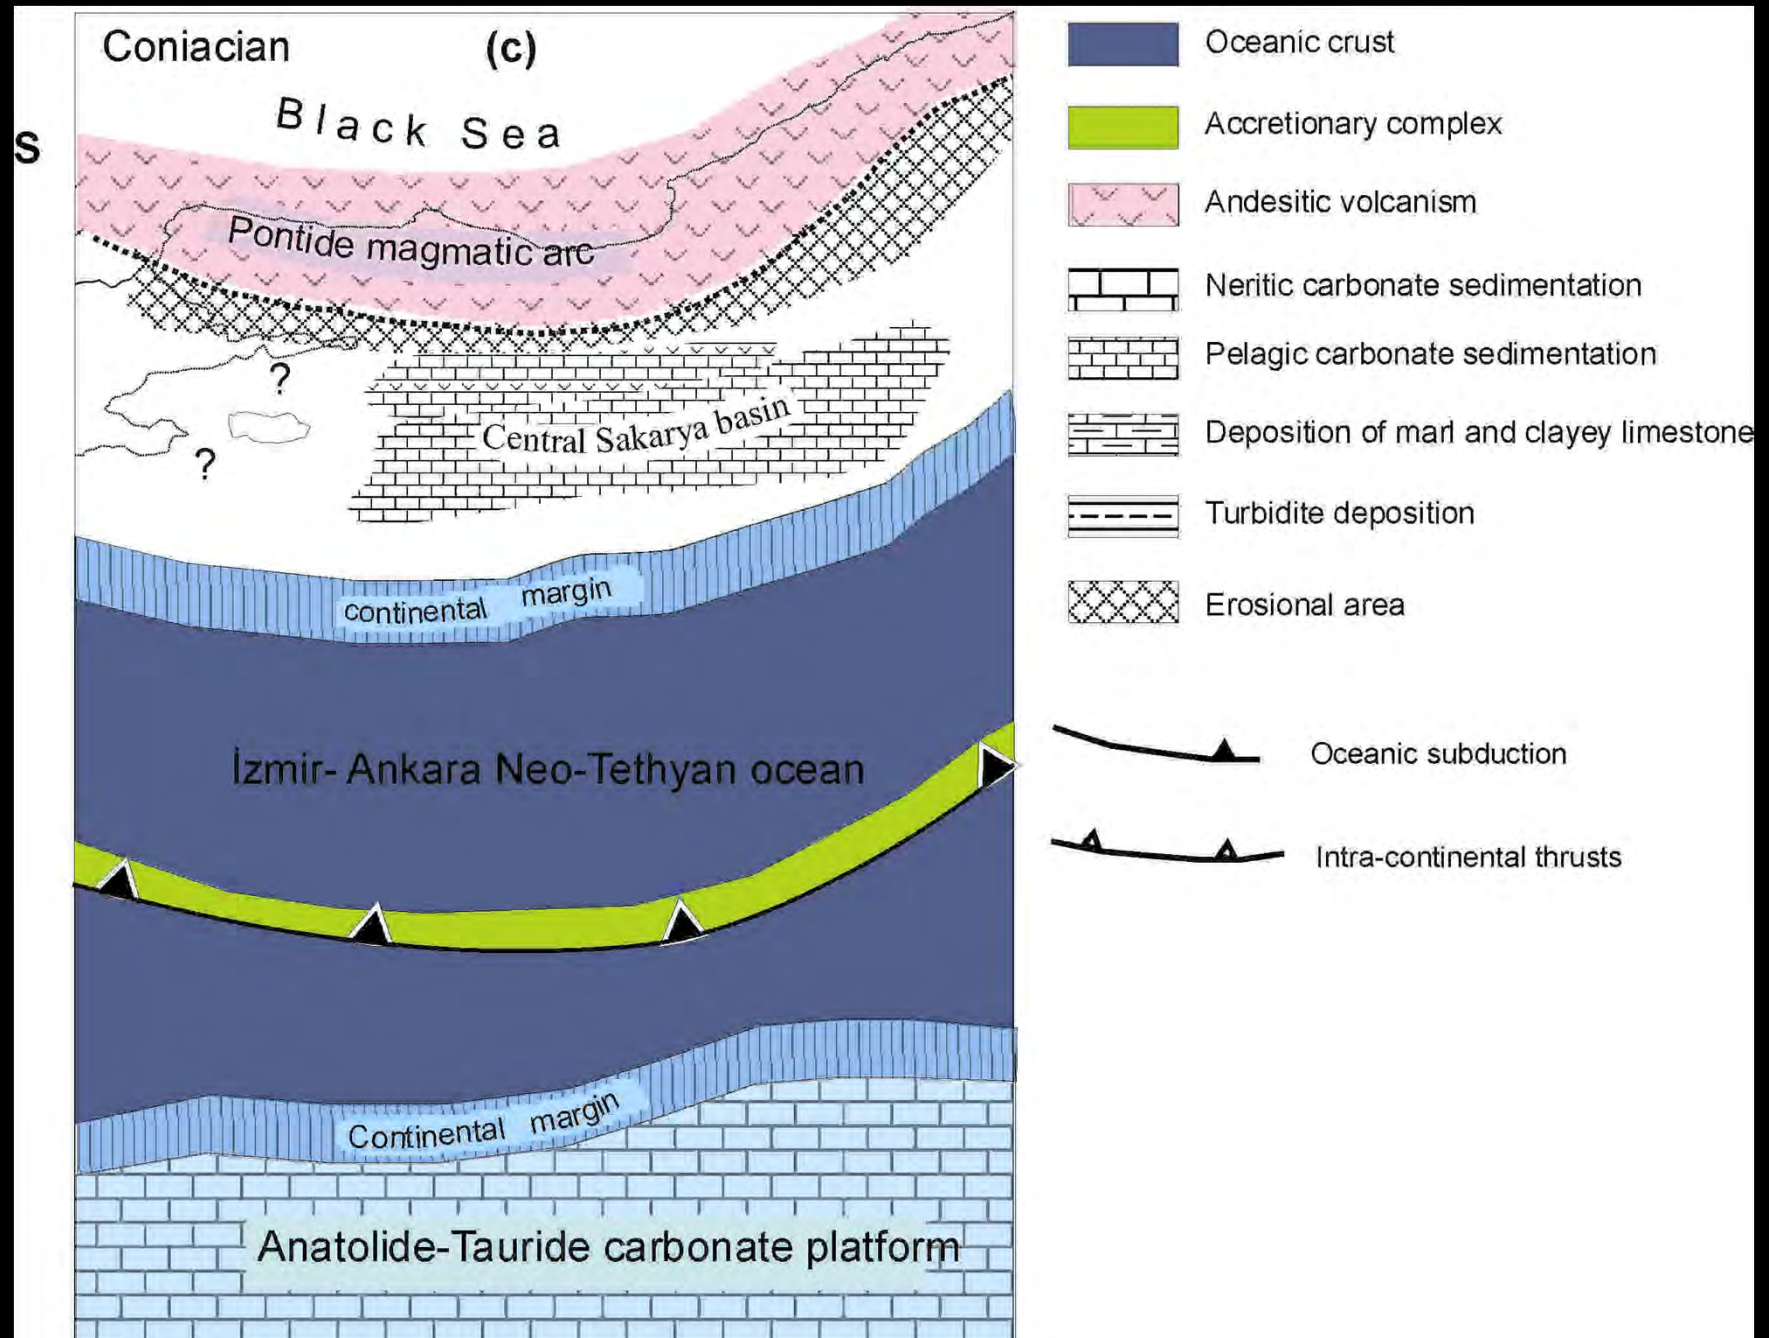 Coniacian (c)
Black Sea
s
Pontide magmatic arc
?
Central Sakarya basin
?
continental margin
İzmir- Ankara Neo-Tethyan ocean
Continental margin
Anatolide-Tauride carbonate platform
Oceanic crust
Accretionary complex
Andesitic volcanism
Neritic carbonate sedimentation
Pelagic carbonate sedimentation
Deposition of marl and clayey limestone
Turbidite deposition
Erosional area
Oceanic subduction
Intra-continental thrusts